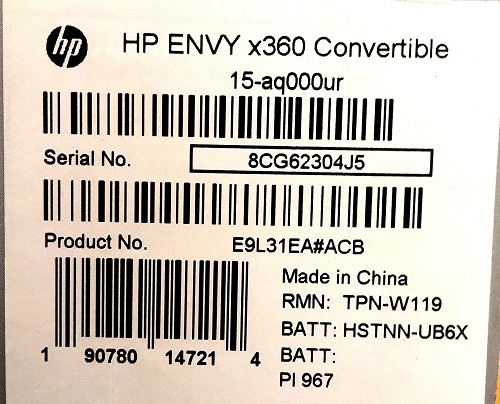 hp HP ENVY x360 Convertible
15-aq000ur
Serial No. 8CG62304J5
Product No. E9L31EA#ACB
Made in China
RMN: TPN-W119
BATT: HSTNN-UB6X
BATT:
PI 967
1 90780 14721 4